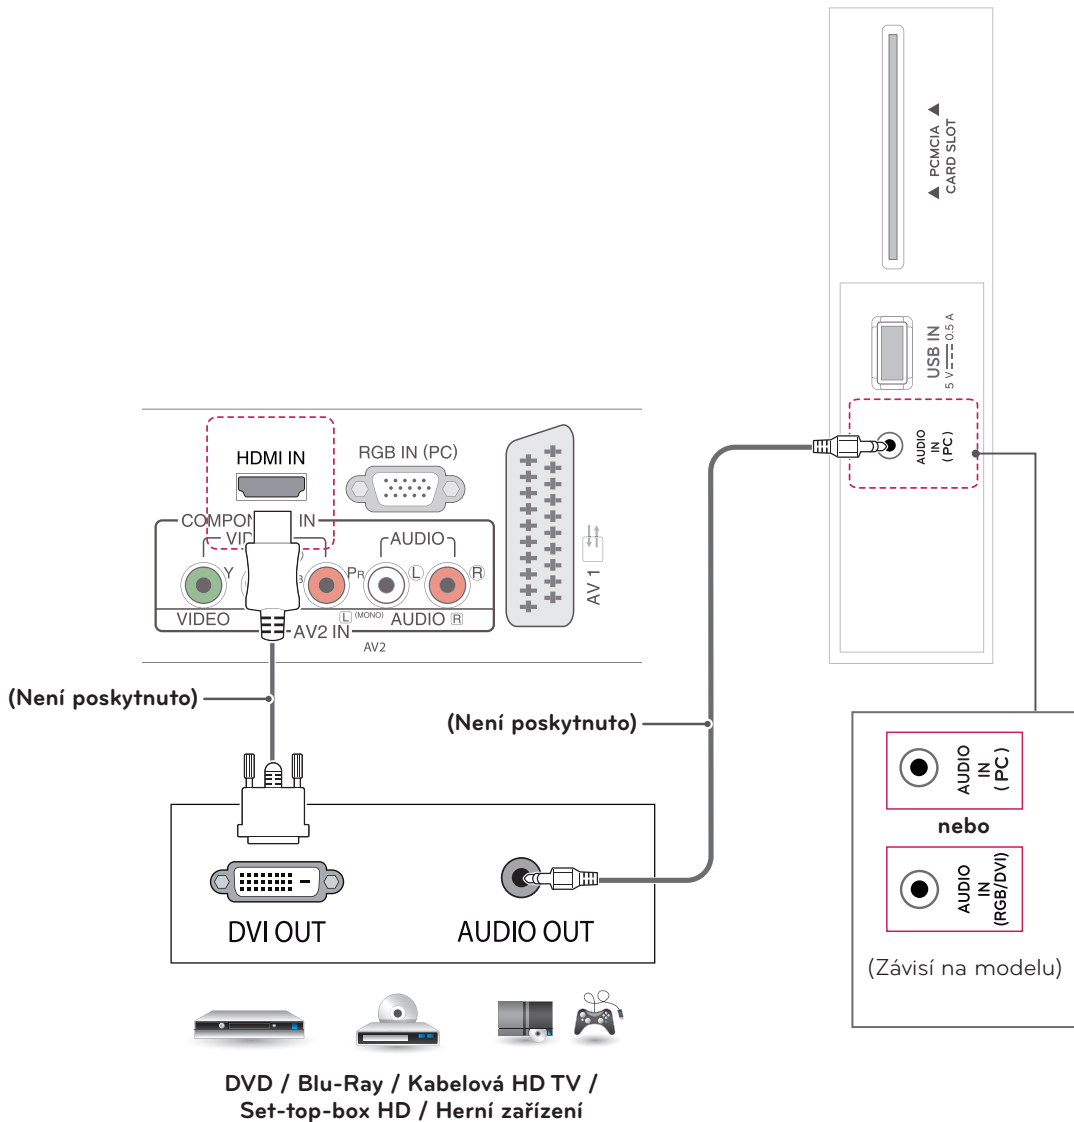 ▲ PCMCIA ▲
CARD SLOT
USB IN
5 V 0.5 A
AUDIO
IN
(PC)
HDMI IN
RGB IN (PC)
COMPON IN
VID
AUDIO
Y
PR
L
R
VIDEO
L (MONO) AUDIO R
AV2 IN
AV2
AV 1
(Není poskytnuto)
(Není poskytnuto)
DVI OUT
AUDIO OUT
AUDIO
IN
(PC)
nebo
AUDIO
IN
(RGB/DVI)
(Závisí na modelu)
DVD / Blu-Ray / Kabelová HD TV /
Set-top-box HD / Herní zařízení